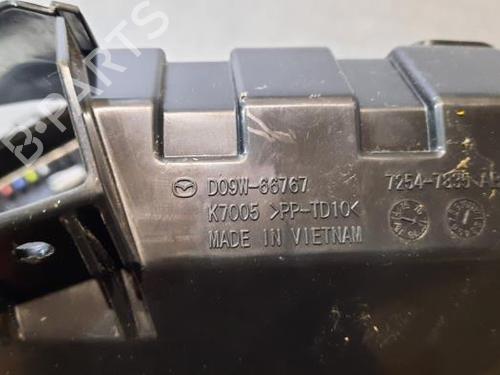 B-PARTS
D09W-66767
K7005 >PP-TD10<
MADE IN VIETNAM